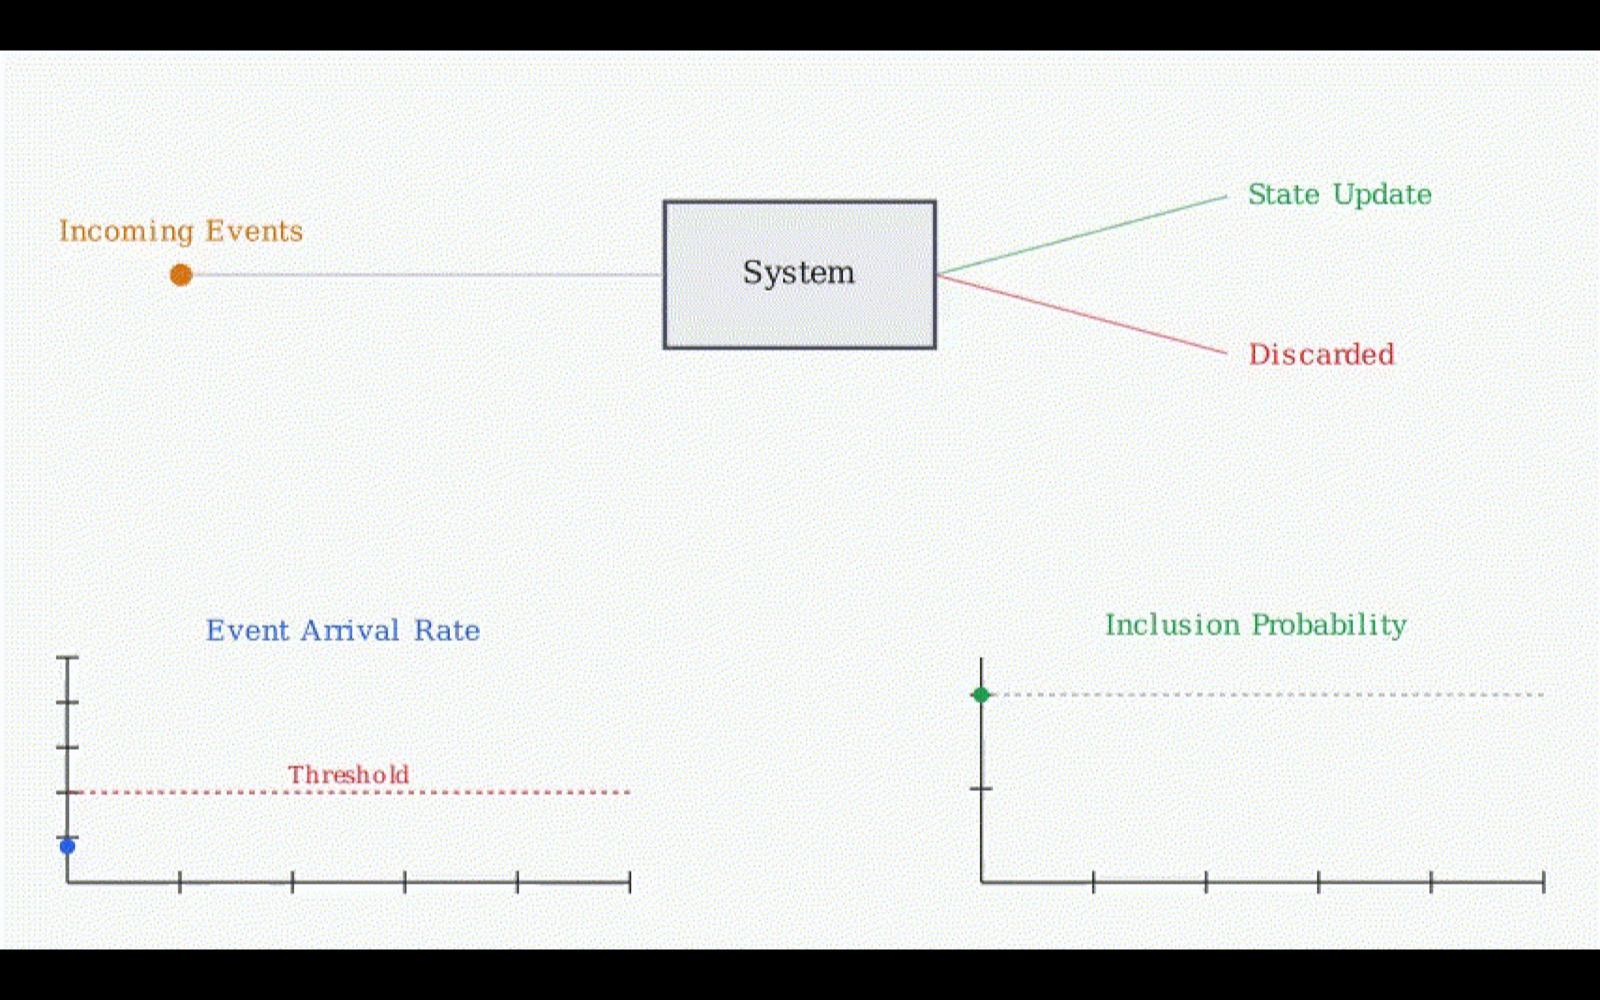 State Update
Incoming Events
System
Discarded
Event Arrival Rate
Inclusion Probability
Threshold